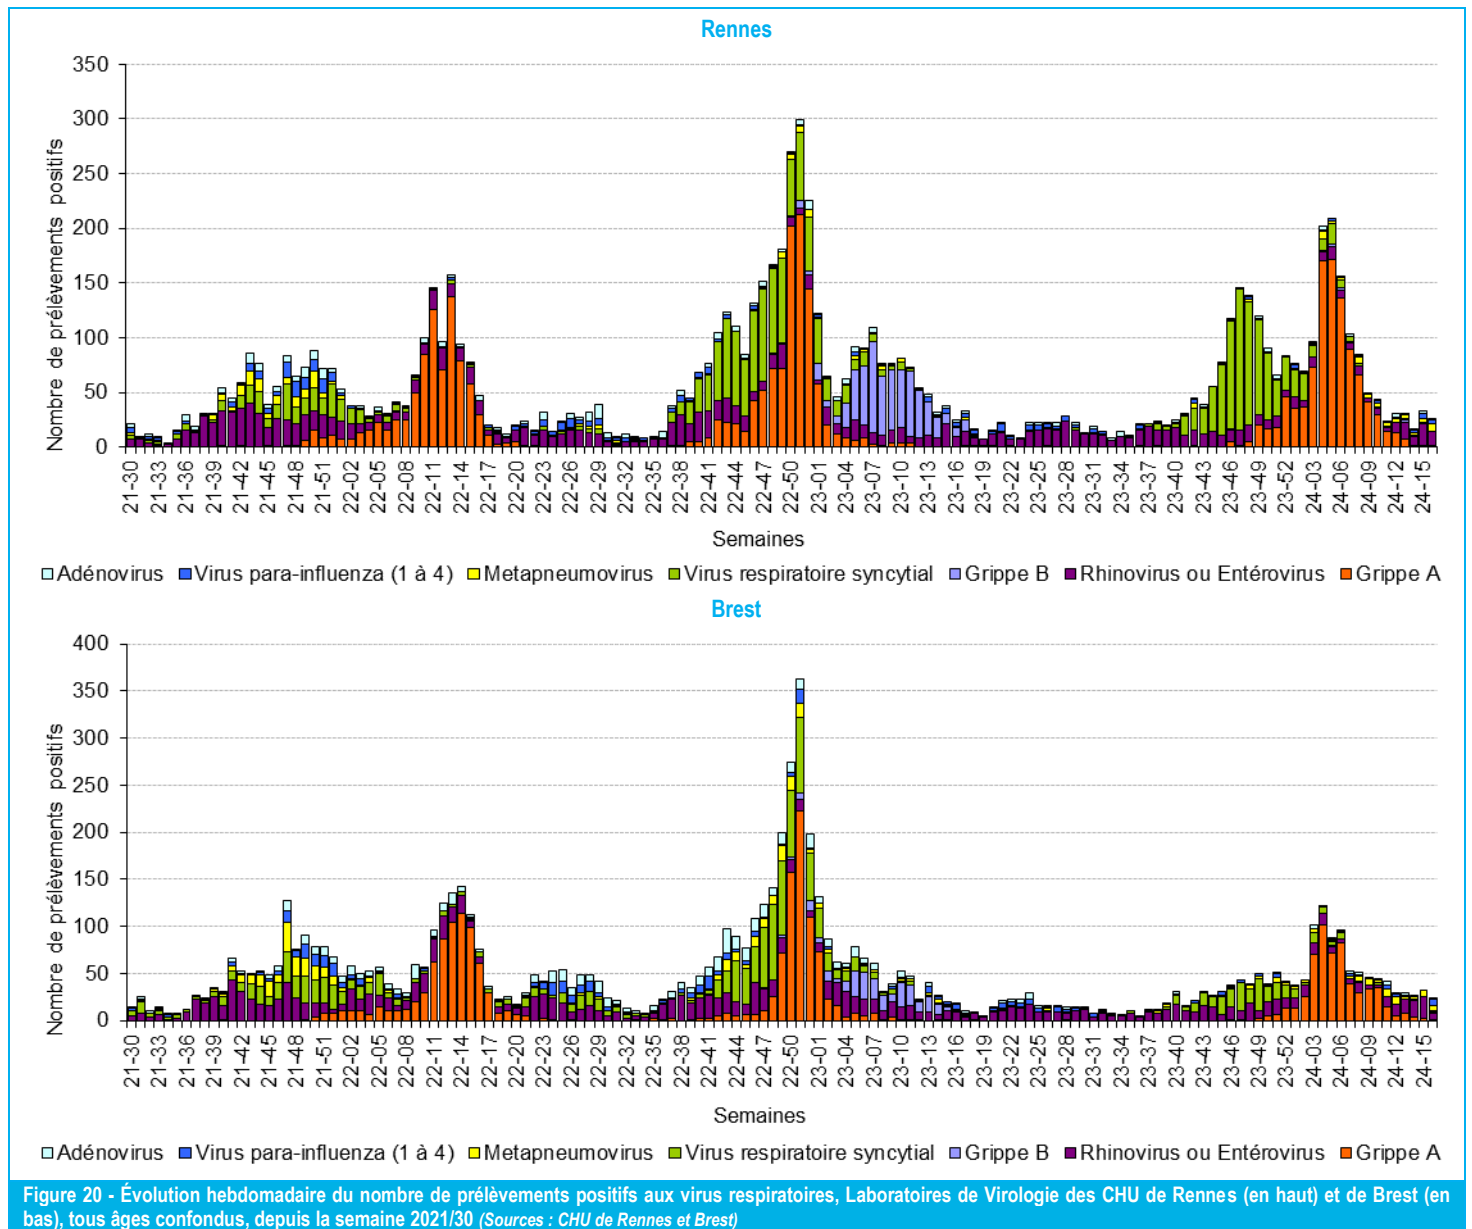 Rennes
350
300
250
200
150
100
50
0
Nombre de prélèvements positifs
21-30 21-33 21-36 21-39 21-42 21-45 21-48 21-51 22-02 22-05 22-08 22-11 22-14 22-17 22-20 22-23 22-26 22-29 22-32 22-35 22-38 22-41 22-44 22-47 22-50 23-01 23-04 23-07 23-10 23-13 23-16 23-19 23-22 23-25 23-28 23-31 23-34 23-37 23-40 23-43 23-46 23-49 23-52 24-03 24-06 24-09 24-12 24-15
Semaines
Adénovirus Virus para-influenza (1 à 4) Metapneumovirus Virus respiratoire syncytial Grippe B Rhinovirus ou Entérovirus Grippe A
Brest
400
350
300
250
200
150
100
50
0
Nombre de prélèvements positifs
21-30 21-33 21-36 21-39 21-42 21-45 21-48 21-51 22-02 22-05 22-08 22-11 22-14 22-17 22-20 22-23 22-26 22-29 22-32 22-35 22-38 22-41 22-44 22-47 22-50 23-01 23-04 23-07 23-10 23-13 23-16 23-19 23-22 23-25 23-28 23-31 23-34 23-37 23-40 23-43 23-46 23-49 23-52 24-03 24-06 24-09 24-12 24-15
Semaines
Adénovirus Virus para-influenza (1 à 4) Metapneumovirus Virus respiratoire syncytial Grippe B Rhinovirus ou Entérovirus Grippe A
Figure 20 - Évolution hebdomadaire du nombre de prélèvements positifs aux virus respiratoires, Laboratoires de Virologie des CHU de Rennes (en haut) et de Brest (en
bas), tous âges confondus, depuis la semaine 2021/30 (Sources : CHU de Rennes et Brest)